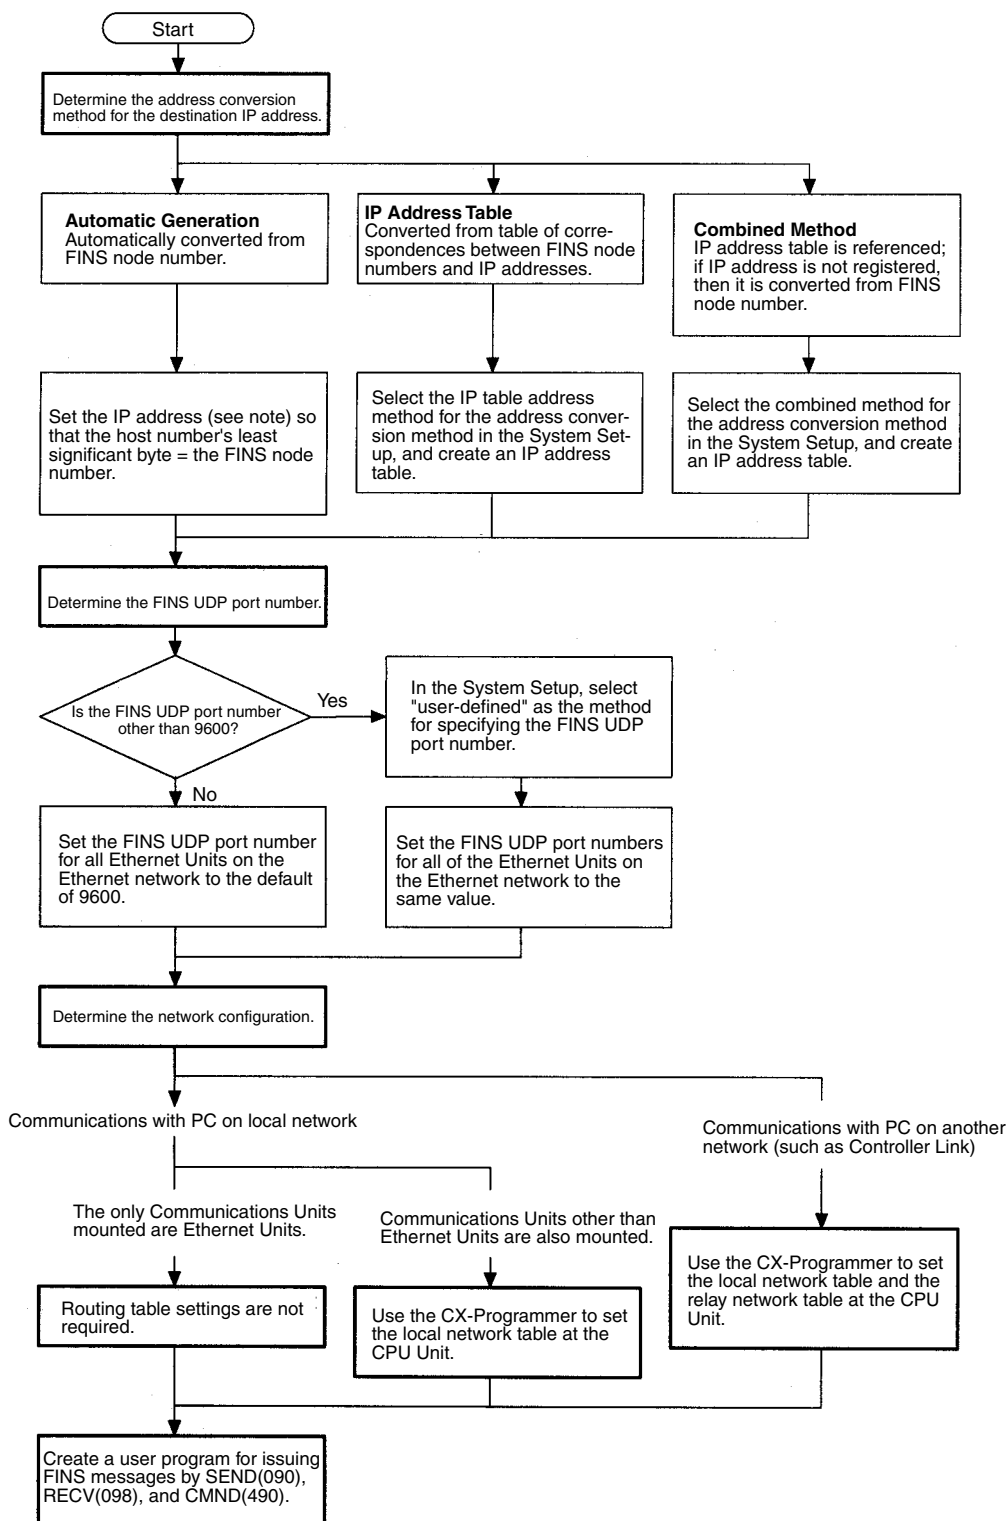 Start
Determine the address conversion
method for the destination IP address.
Automatic Generation
Automatically converted from
FINS node number.
IP Address Table
Converted from table of corre-
spondences between FINS node
numbers and IP addresses.
Combined Method
IP address table is referenced;
if IP address is not registered,
then it is converted from FINS
node number.
Set the IP address (see note) so
that the host number's least
significant byte = the FINS node
number.
Select the IP table address
method for the address conver-
sion method in the System Set-
up, and create an IP address
table.
Select the combined method for
the address conversion method
in the System Setup, and create
an IP address table.
Determine the FINS UDP port number.
Is the FINS UDP port number
other than 9600?
Yes
In the System Setup, select
"user-defined" as the method
for specifying the FINS UDP
port number.
No
Set the FINS UDP port number
for all Ethernet Units on the
Ethernet network to the default
of 9600.
Set the FINS UDP port numbers
for all of the Ethernet Units on
the Ethernet network to the
same value.
Determine the network configuration.
Communications with PC on local network
Communications with PC on another
network (such as Controller Link)
The only Communications Units
mounted are Ethernet Units.
Communications Units other than
Ethernet Units are also mounted.
Routing table settings are not
required.
Use the CX-Programmer to set
the local network table at the
CPU Unit.
Use the CX-Programmer to set
the local network table and the
relay network table at the CPU
Unit.
Create a user program for issuing
FINS messages by SEND(090),
RECV(098), and CMND(490).